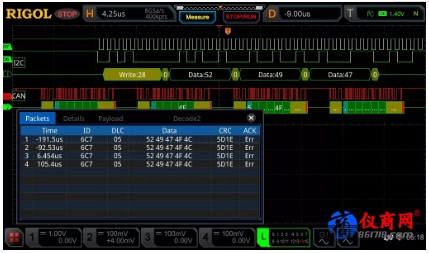 RIGOL STOP H 4.25us 400kpts Measure STOP/RUN D -9.00us T 1.40V N
I2C
Write:28 Data:52 Data:49 Data:47
CAN
Packets Details Payload Decode2
Time ID DLC Data CRC ACK
1 -191.5us 6C7 05 52 49 47 4F 4C 5D1E Err
2 -92.53us 6C7 05 52 49 47 4F 4C 5D1E Err
3 6.454us 6C7 05 52 49 47 4F 4C 5D1E Err
4 105.4us 6C7 05 52 49 47 4F 4C 5D1E Err
1 = 1.00V 0.00V 2 = 100mV +4.00mV 3 = 100mV 0.00V 4 = 100mV 0.00V L
仪商网®